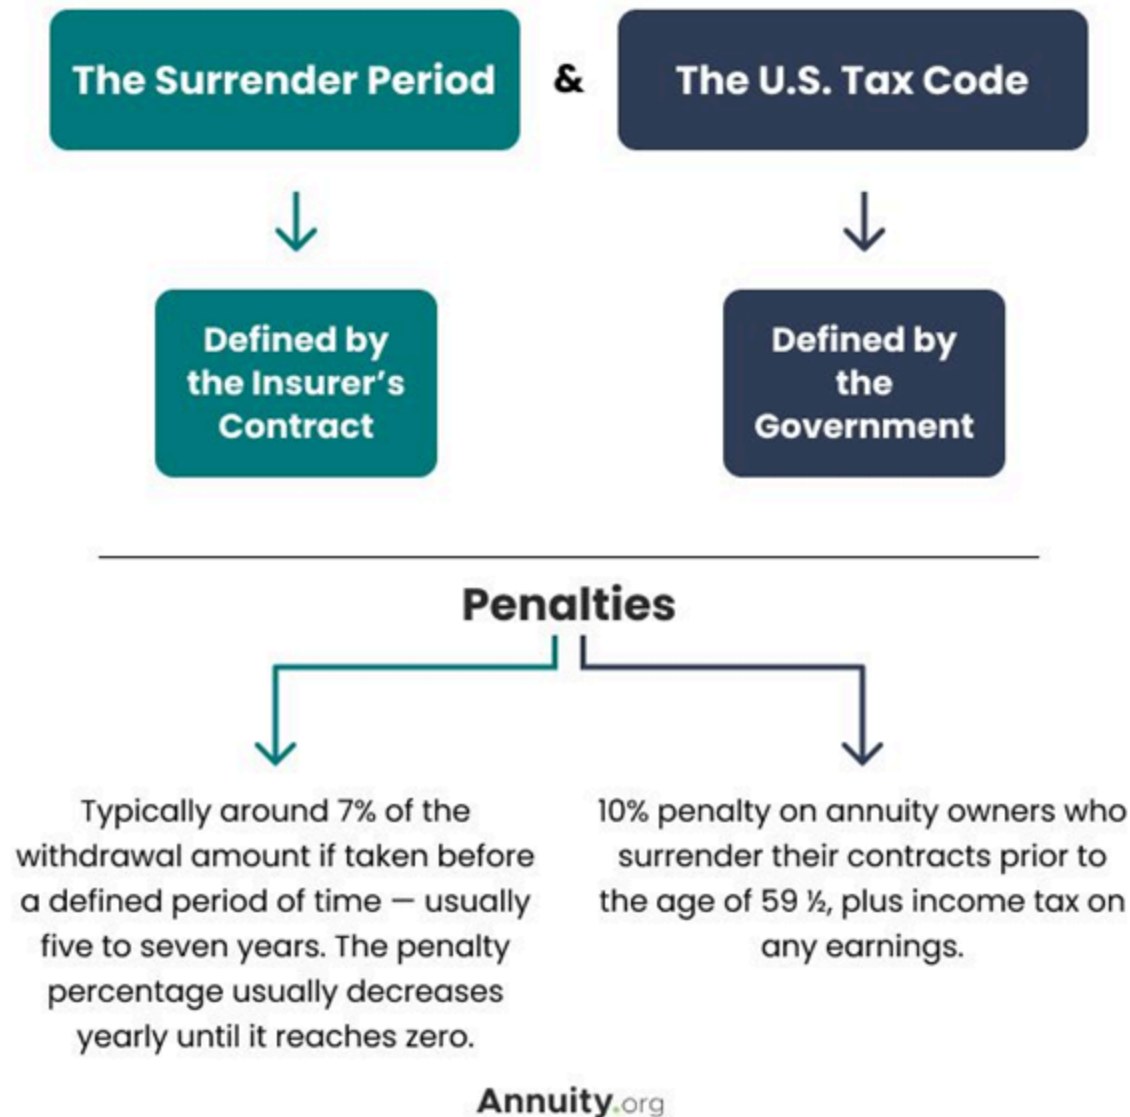 The Surrender Period
&
The U.S. Tax Code
Defined by
the Insurer’s
Contract
Defined by
the
Government
Penalties
Typically around 7% of the
withdrawal amount if taken before
a defined period of time — usually
five to seven years. The penalty
percentage usually decreases
yearly until it reaches zero.
10% penalty on annuity owners who
surrender their contracts prior to
the age of 59 ½, plus income tax on
any earnings.
Annuity.org